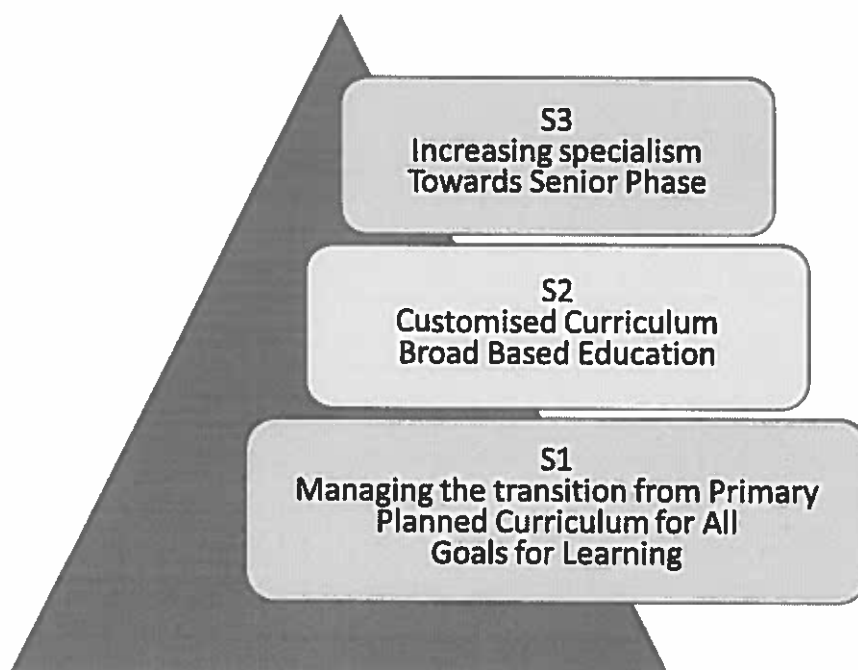 S3
Increasing specialism
Towards Senior Phase
S2
Customised Curriculum
Broad Based Education
S1
Managing the transition from Primary
Planned Curriculum for All
Goals for Learning